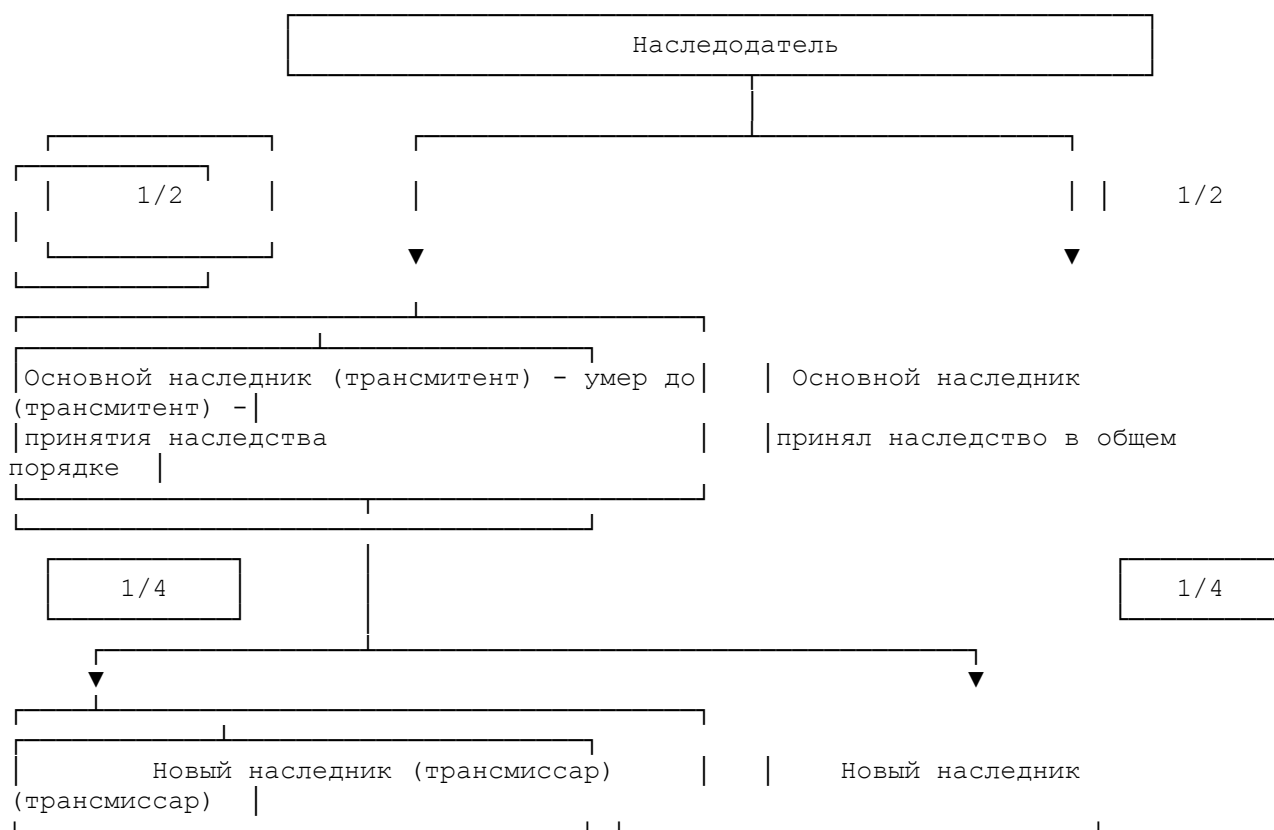 Наследодатель
1/2 1/2
Основной наследник (трансмитент) - умер до Основной наследник
(трансмитент) -
принятия наследства принял наследство в общем
порядке
1/4 1/4
Новый наследник (трансмиссар) Новый наследник
(трансмиссар)